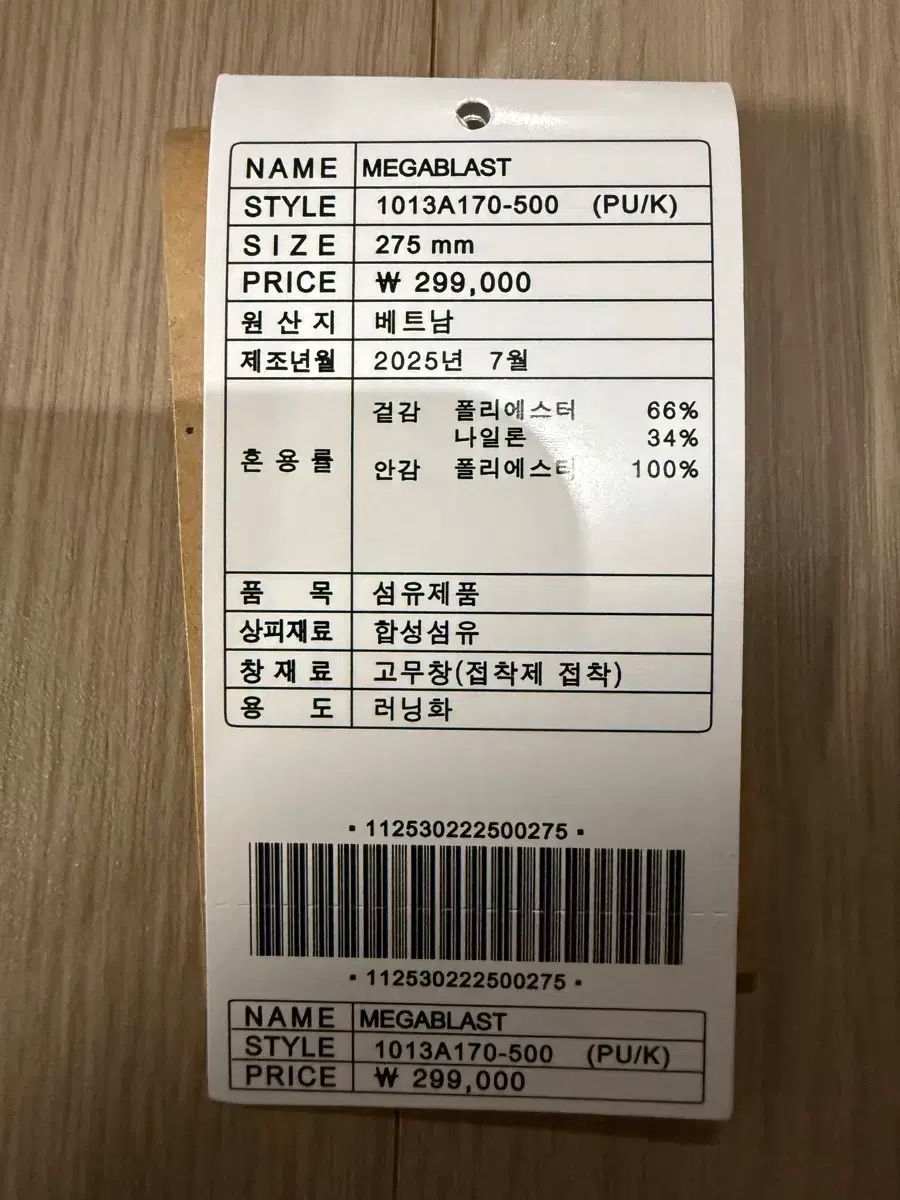 NAME MEGABLAST
STYLE 1013A170-500 (PU/K)
SIZE 275 mm
PRICE ₩ 299,000
원산지 베트남
제조년월 2025년 7월
혼용률 겉감 폴리에스터 66%
나일론 34%
안감 폴리에스터 100%
품목 섬유제품
상피재료 합성섬유
창재료 고무창(접착제 접착)
용도 러닝화
▪ 112530222500275 ▪
▪ 112530222500275 ▪
NAME MEGABLAST
STYLE 1013A170-500 (PU/K)
PRICE ₩ 299,000